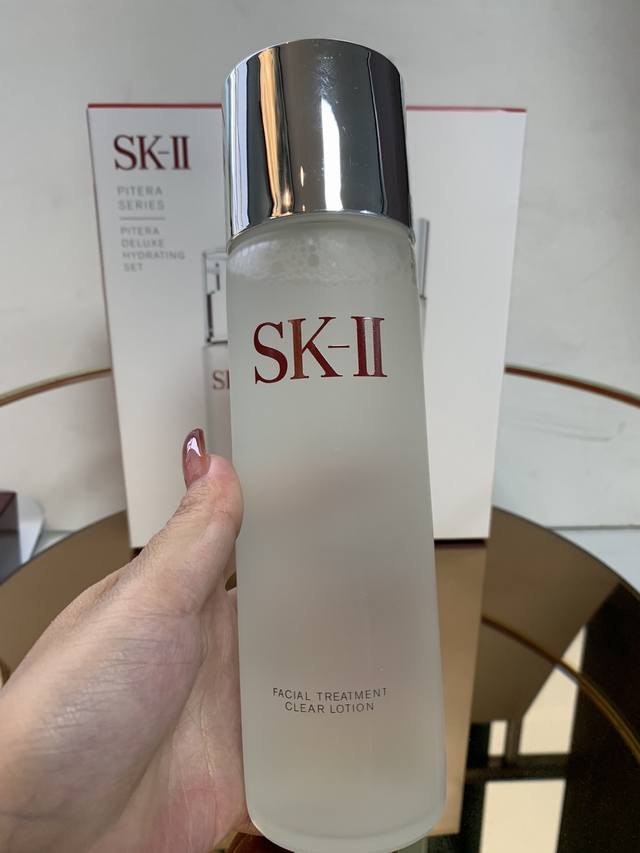 SK-II
PITERA
SERIES
PITERA
DELUXE
HYDRATING
SET
SK-II
FACIAL TREATMENT
CLEAR LOTION